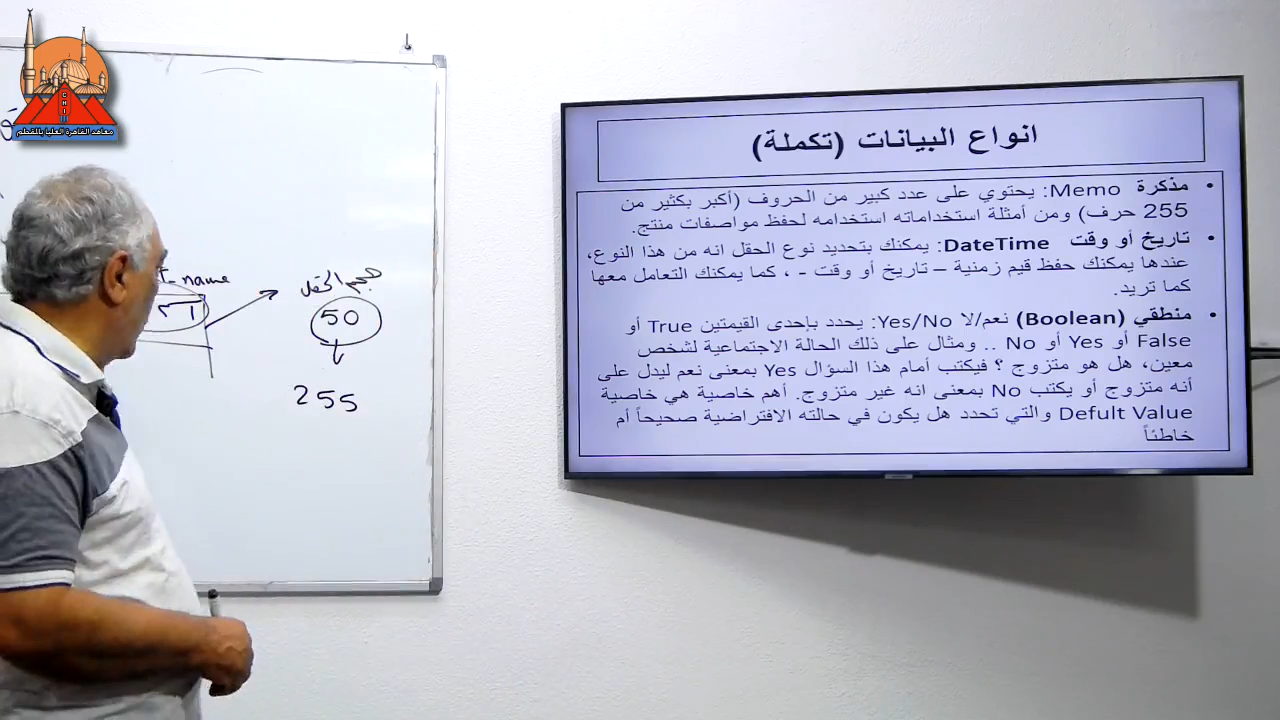 انواع البيانات (تكملة)
• مذكرة Memo: يحتوي على عدد كبير من الحروف (أكبر بكثير من
255 حرف) ومن أمثلة استخداماته استخدامه لحفظ مواصفات منتج.
• تاريخ أو وقت DateTime: يمكنك بتحديد نوع الحقل انه من هذا النوع،
عندها يمكنك حفظ قيم زمنية – تاريخ أو وقت - ، كما يمكنك التعامل معها
كما تريد.
• منطقي (Boolean) نعم/لا Yes/No: يحدد بإحدى القيمتين True أو
False أو Yes أو No .. ومثال على ذلك الحالة الاجتماعية لشخص
معين، هل هو متزوج ؟ فيكتب أمام هذا السؤال Yes بمعنى نعم ليدل على
أنه متزوج أو يكتب No بمعنى انه غير متزوج. أهم خاصية هي خاصية
Defult Value والتي تحدد هل يكون في حالته الافتراضية صحيحاً أم
خاطئاً
حجم الحقل
name
50
255
CHI
معاهد القاهرة العليا بالمقطم